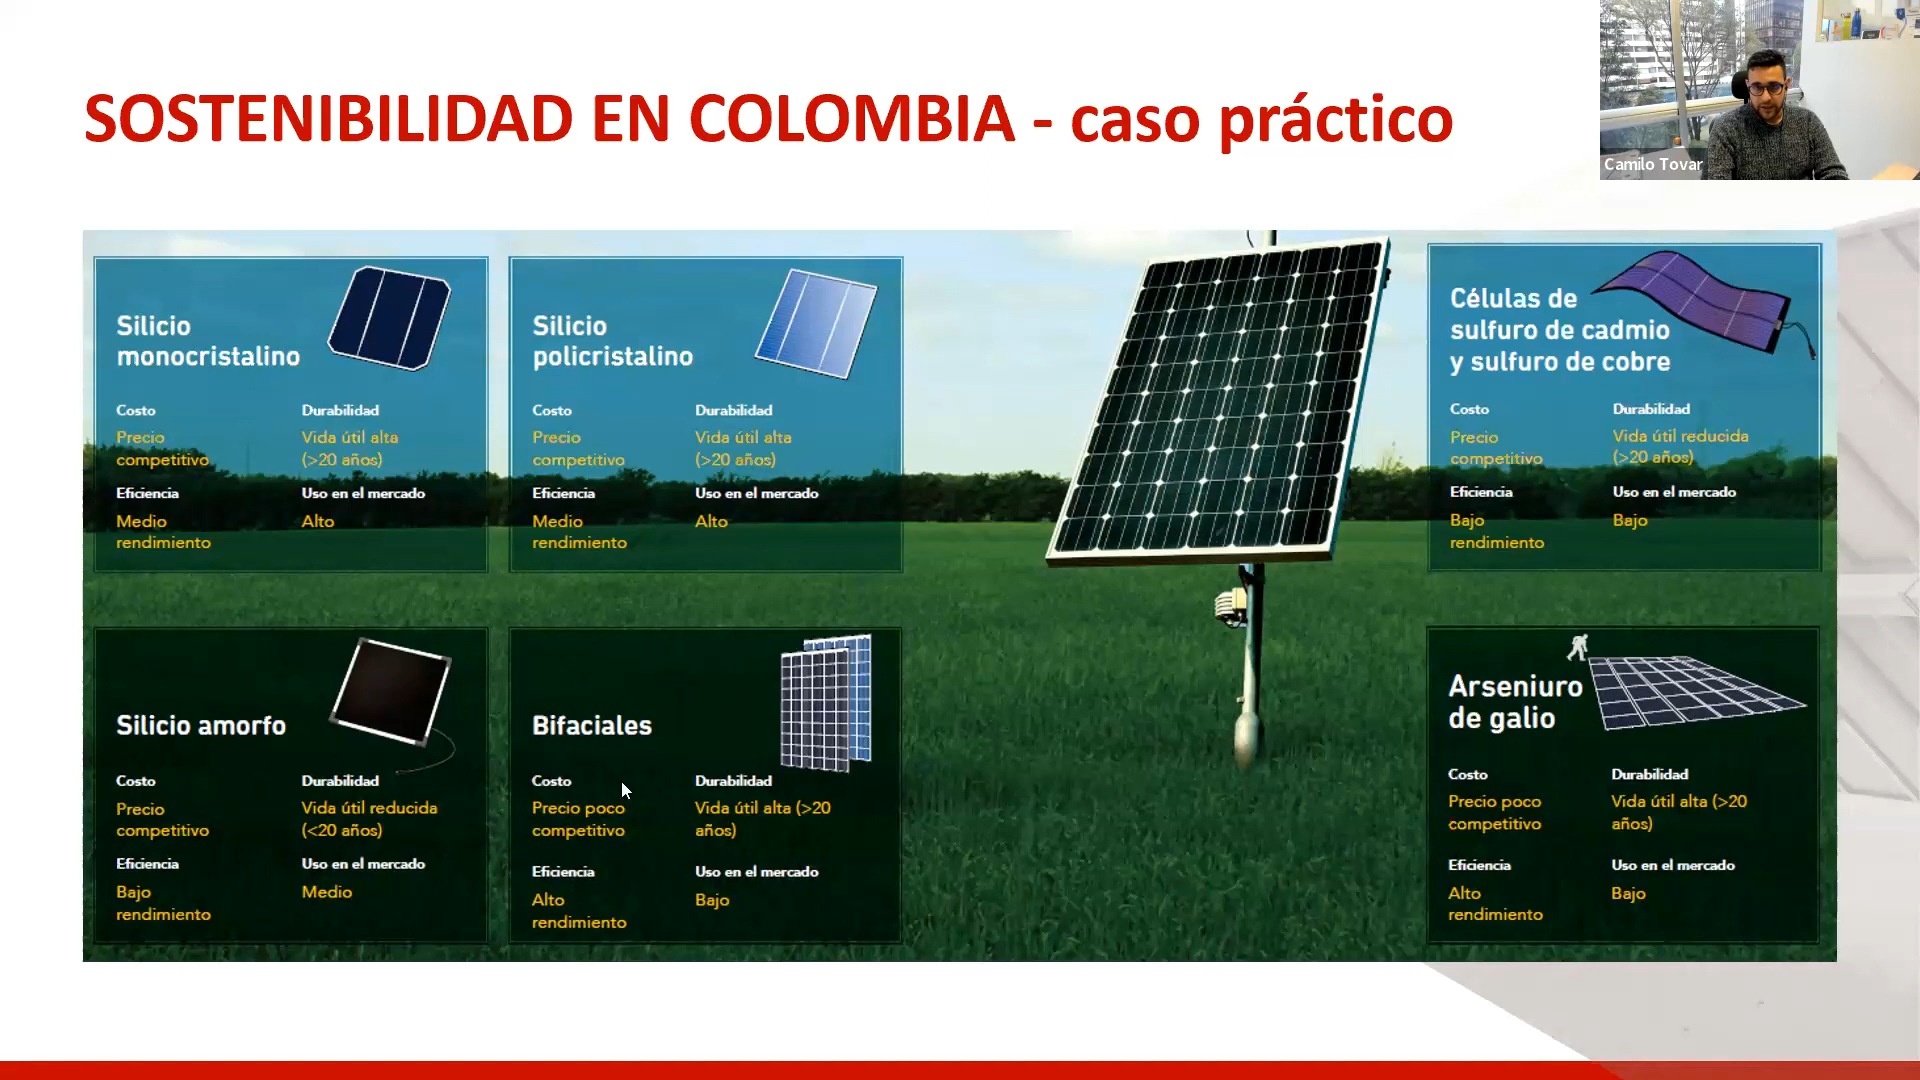 SOSTENIBILIDAD EN COLOMBIA - caso práctico
Camilo Tovar
Silicio
monocristalino
Costo
Durabilidad
Precio
competitivo
Vida útil alta
(>20 años)
Eficiencia
Uso en el mercado
Medio
rendimiento
Alto
Silicio
policristalino
Costo
Durabilidad
Precio
competitivo
Vida útil alta
(>20 años)
Eficiencia
Uso en el mercado
Medio
rendimiento
Alto
Células de
sulfuro de cadmio
y sulfuro de cobre
Costo
Durabilidad
Precio
competitivo
Vida útil reducida
(>20 años)
Eficiencia
Uso en el mercado
Bajo
rendimiento
Bajo
Silicio amorfo
Costo
Durabilidad
Precio
competitivo
Vida útil reducida
(<20 años)
Eficiencia
Uso en el mercado
Bajo
rendimiento
Medio
Bifaciales
Costo
Durabilidad
Precio poco
competitivo
Vida útil alta (>20
años)
Eficiencia
Uso en el mercado
Alto
rendimiento
Bajo
Arseniuro
de galio
Costo
Durabilidad
Precio poco
competitivo
Vida útil alta (>20
años)
Eficiencia
Uso en el mercado
Alto
rendimiento
Bajo